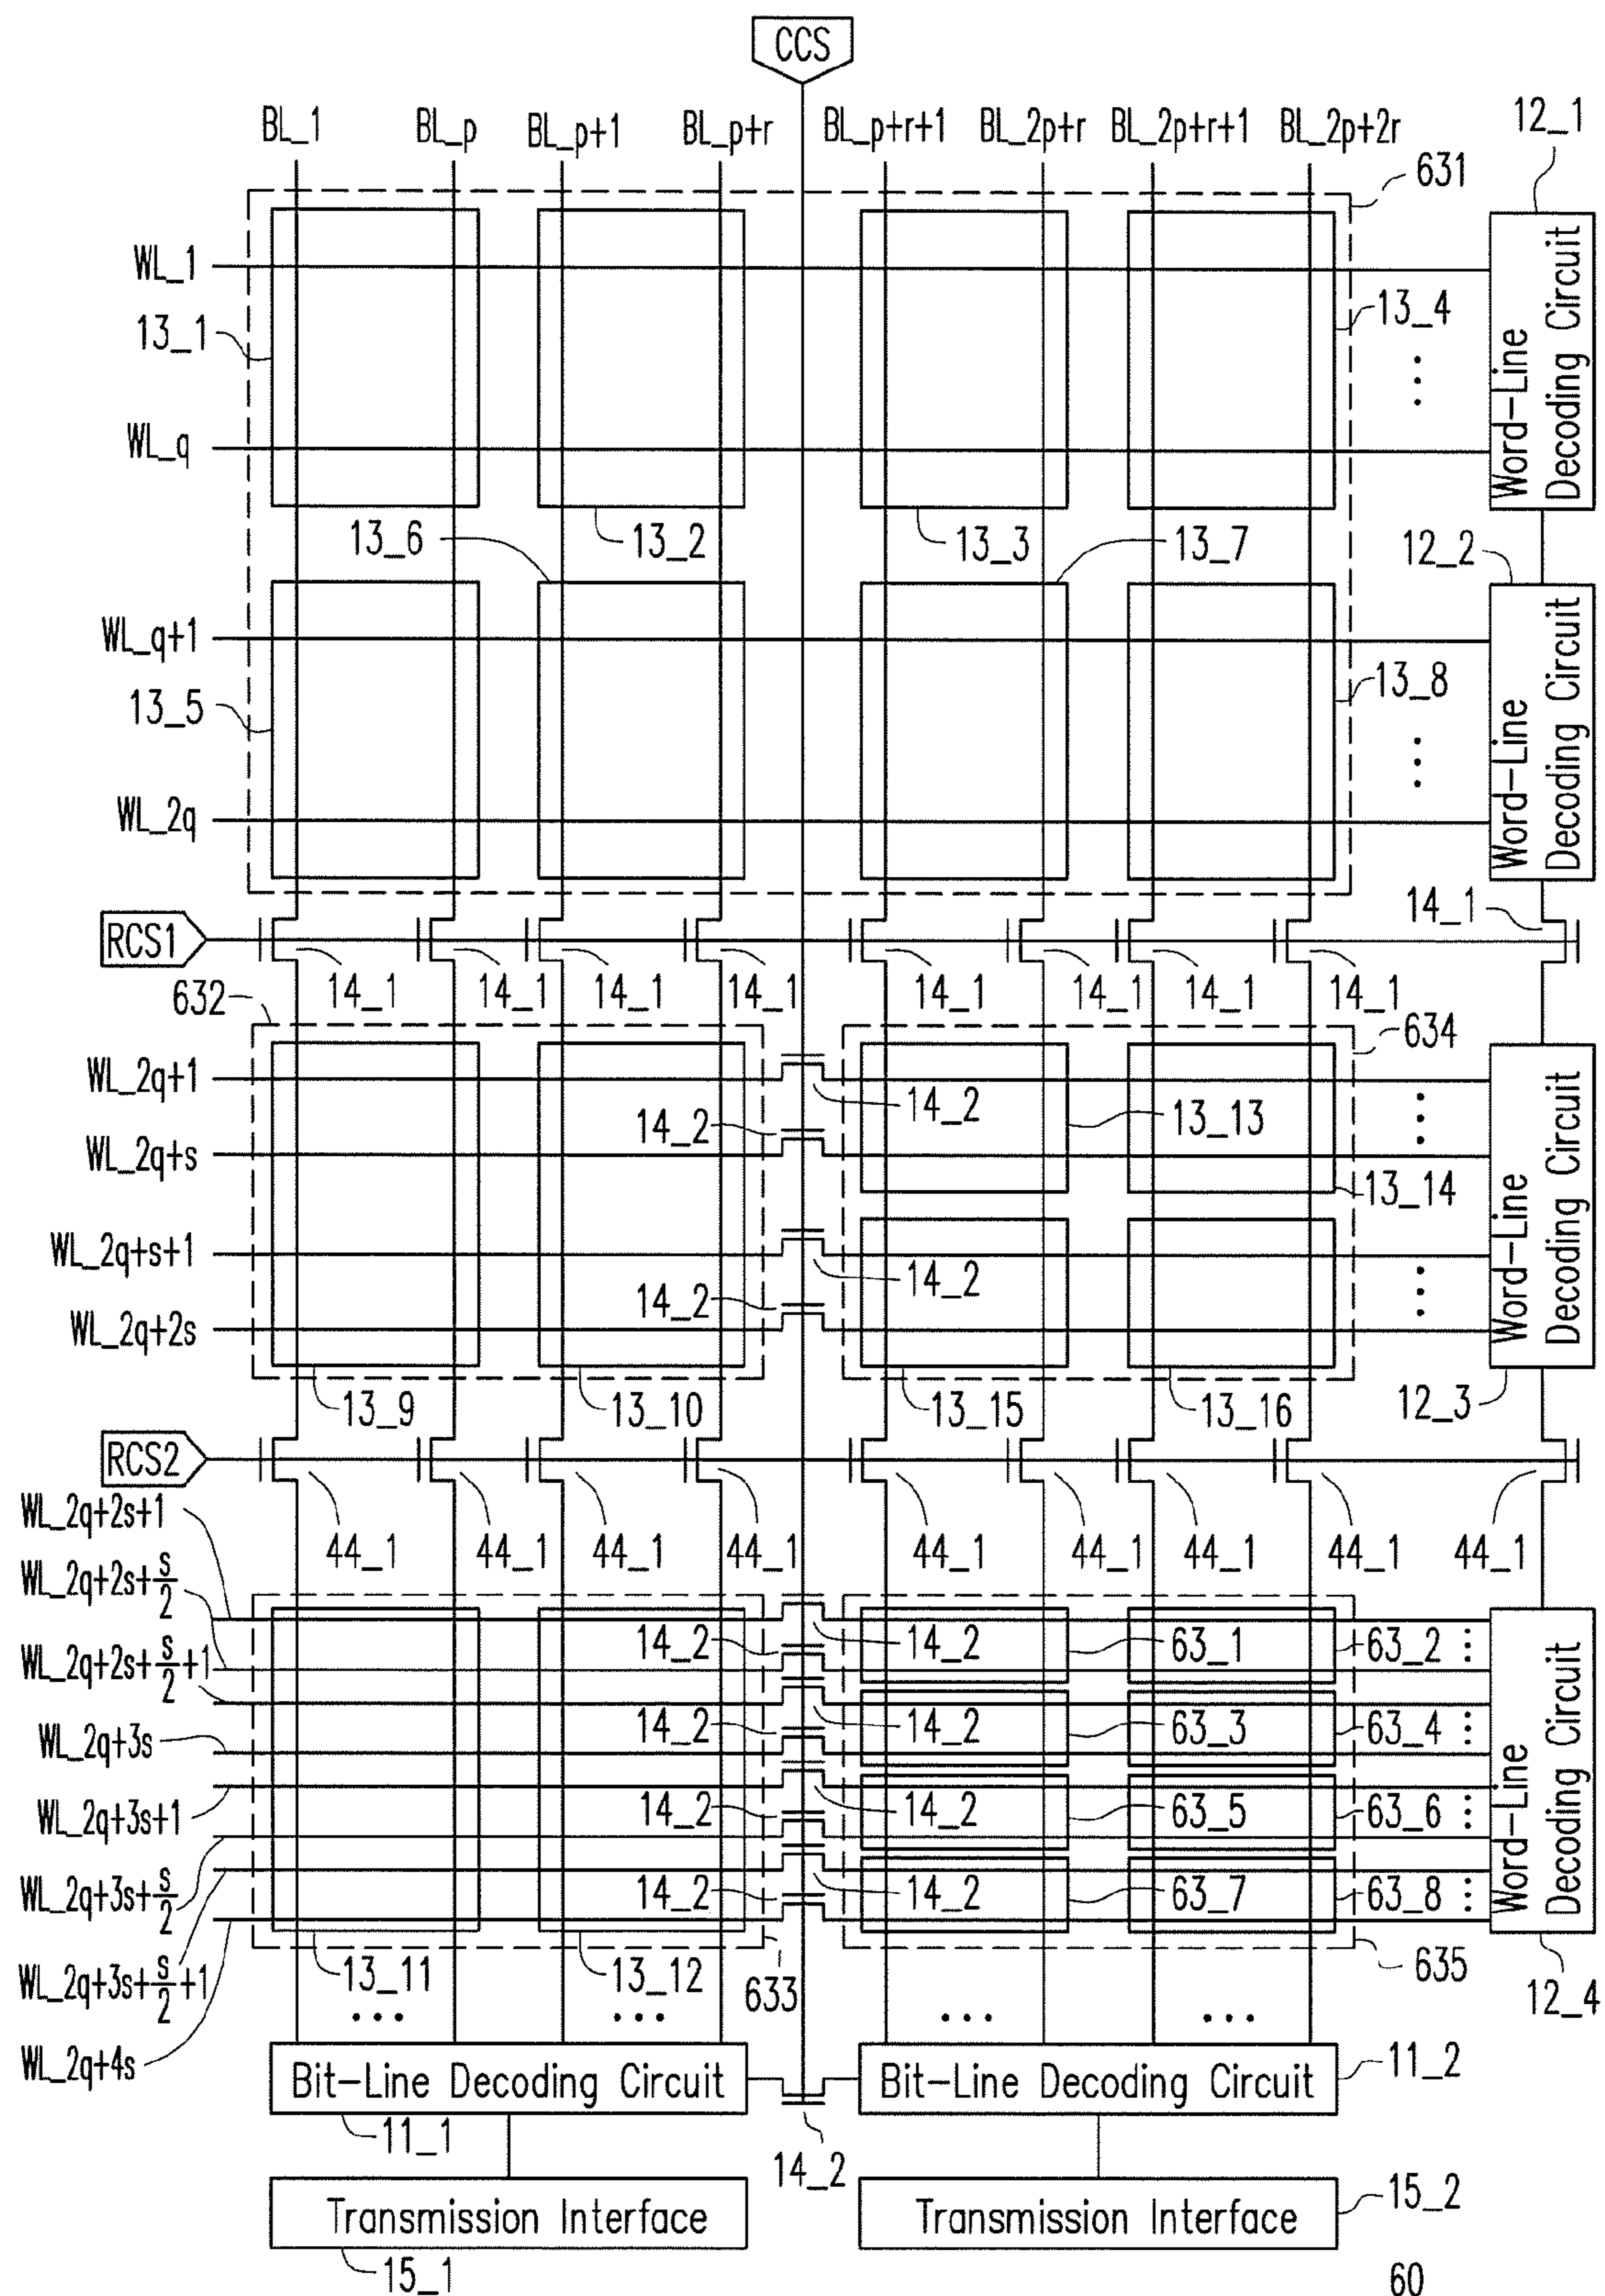 CCS
BL_1
BL_p
BL_p+1
BL_p+r
BL_p+r+1
BL_2p+r
BL_2p+r+1
BL_2p+2r
12_1
631
WL_1
13_1
13_4
Word-Line
Decoding Circuit
WL_q
13_6
13_2
13_3
13_7
12_2
WL_q+1
13_5
13_8
Word-Line
Decoding Circuit
WL_2q
14_1
RCS1
14_1
14_1
14_1
14_1
14_1
14_1
14_1
14_1
632
634
WL_2q+1
14_2
14_2
13_13
WL_2q+s
13_14
Word-Line
Decoding Circuit
WL_2q+s+1
14_2
14_2
WL_2q+2s
13_9
13_10
13_15
13_16
12_3
RCS2
WL_2q+2s+1
44_1
44_1
44_1
44_1
44_1
44_1
44_1
44_1
44_1
WL_2q+2s+s/2
14_2
14_2
63_1
63_2
WL_2q+2s+s/2+1
14_2
14_2
63_3
63_4
WL_2q+3s
Word-Line
Decoding Circuit
WL_2q+3s+1
14_2
14_2
63_5
63_6
WL_2q+3s+s/2
14_2
14_2
63_7
63_8
WL_2q+3s+s/2+1
13_11
13_12
633
635
12_4
WL_2q+4s
Bit-Line Decoding Circuit
Bit-Line Decoding Circuit
11_2
11_1
14_2
Transmission Interface
Transmission Interface
15_2
15_1
60